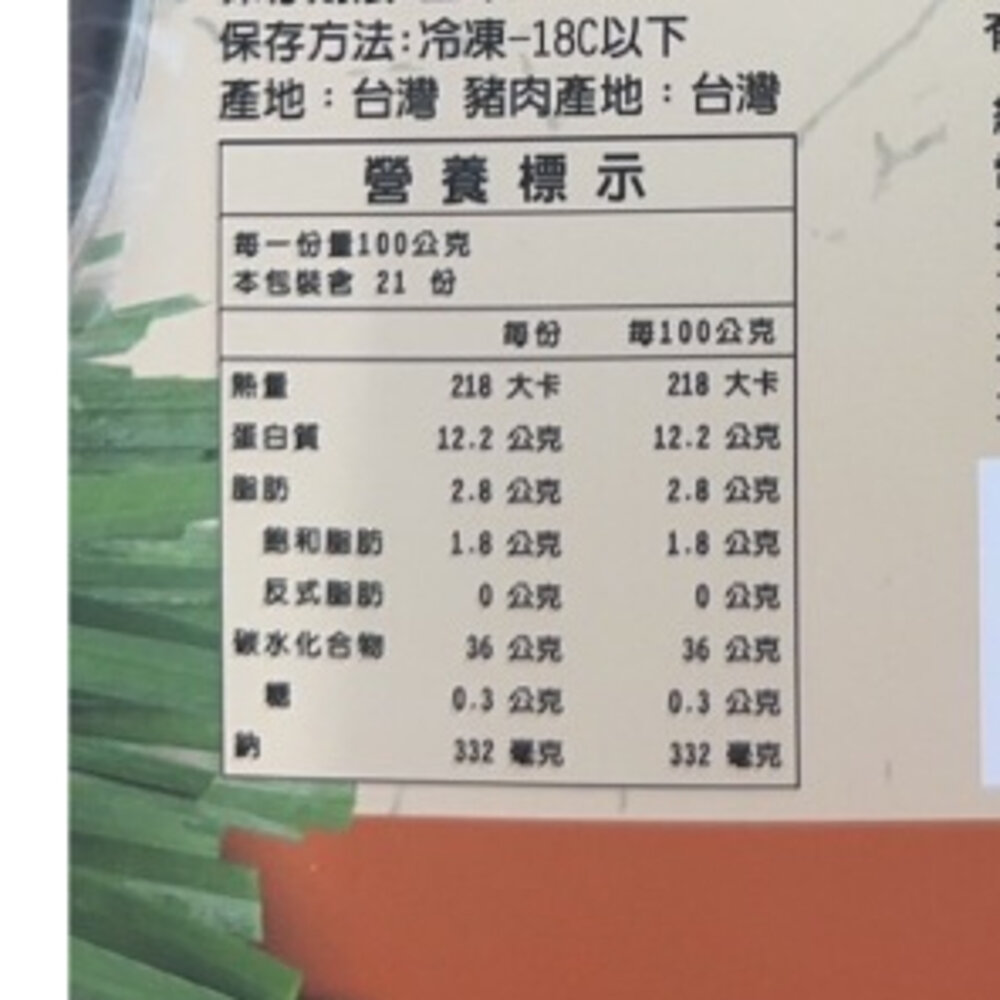 保存方法:冷凍-18C以下
產地:台灣 豬肉產地:台灣
營養標示
每一份量100公克
本包裝含 21 份
每份 每100公克
熱量 218 大卡 218 大卡
蛋白質 12.2 公克 12.2 公克
脂肪 2.8 公克 2.8 公克
飽和脂肪 1.8 公克 1.8 公克
反式脂肪 0 公克 0 公克
碳水化合物 36 公克 36 公克
糖 0.3 公克 0.3 公克
鈉 332 毫克 332 毫克